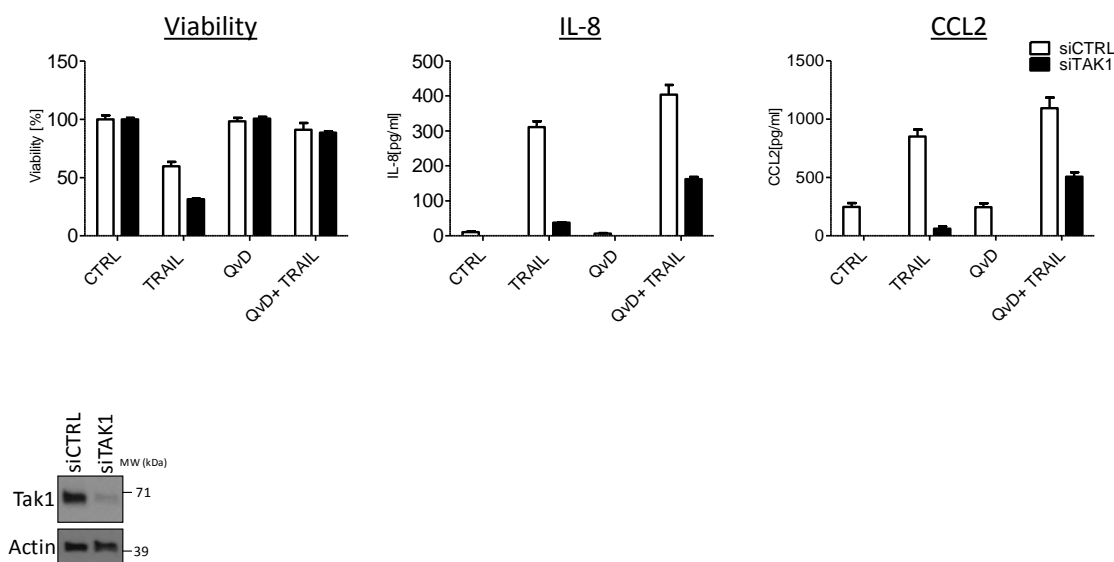 Viability
150
100
50
0
Viability [%]
CTRL
TRAIL
QvD
QvD+ TRAIL
IL-8
500
400
300
200
100
0
IL-8[pg/ml]
CTRL
TRAIL
QvD
QvD+ TRAIL
CCL2
siCTRL
siTAK1
1500
1000
500
0
CCL2[pg/ml]
CTRL
TRAIL
QvD
QvD+ TRAIL
siCTRL
siTAK1
MW (kDa)
Tak1
71
Actin
39